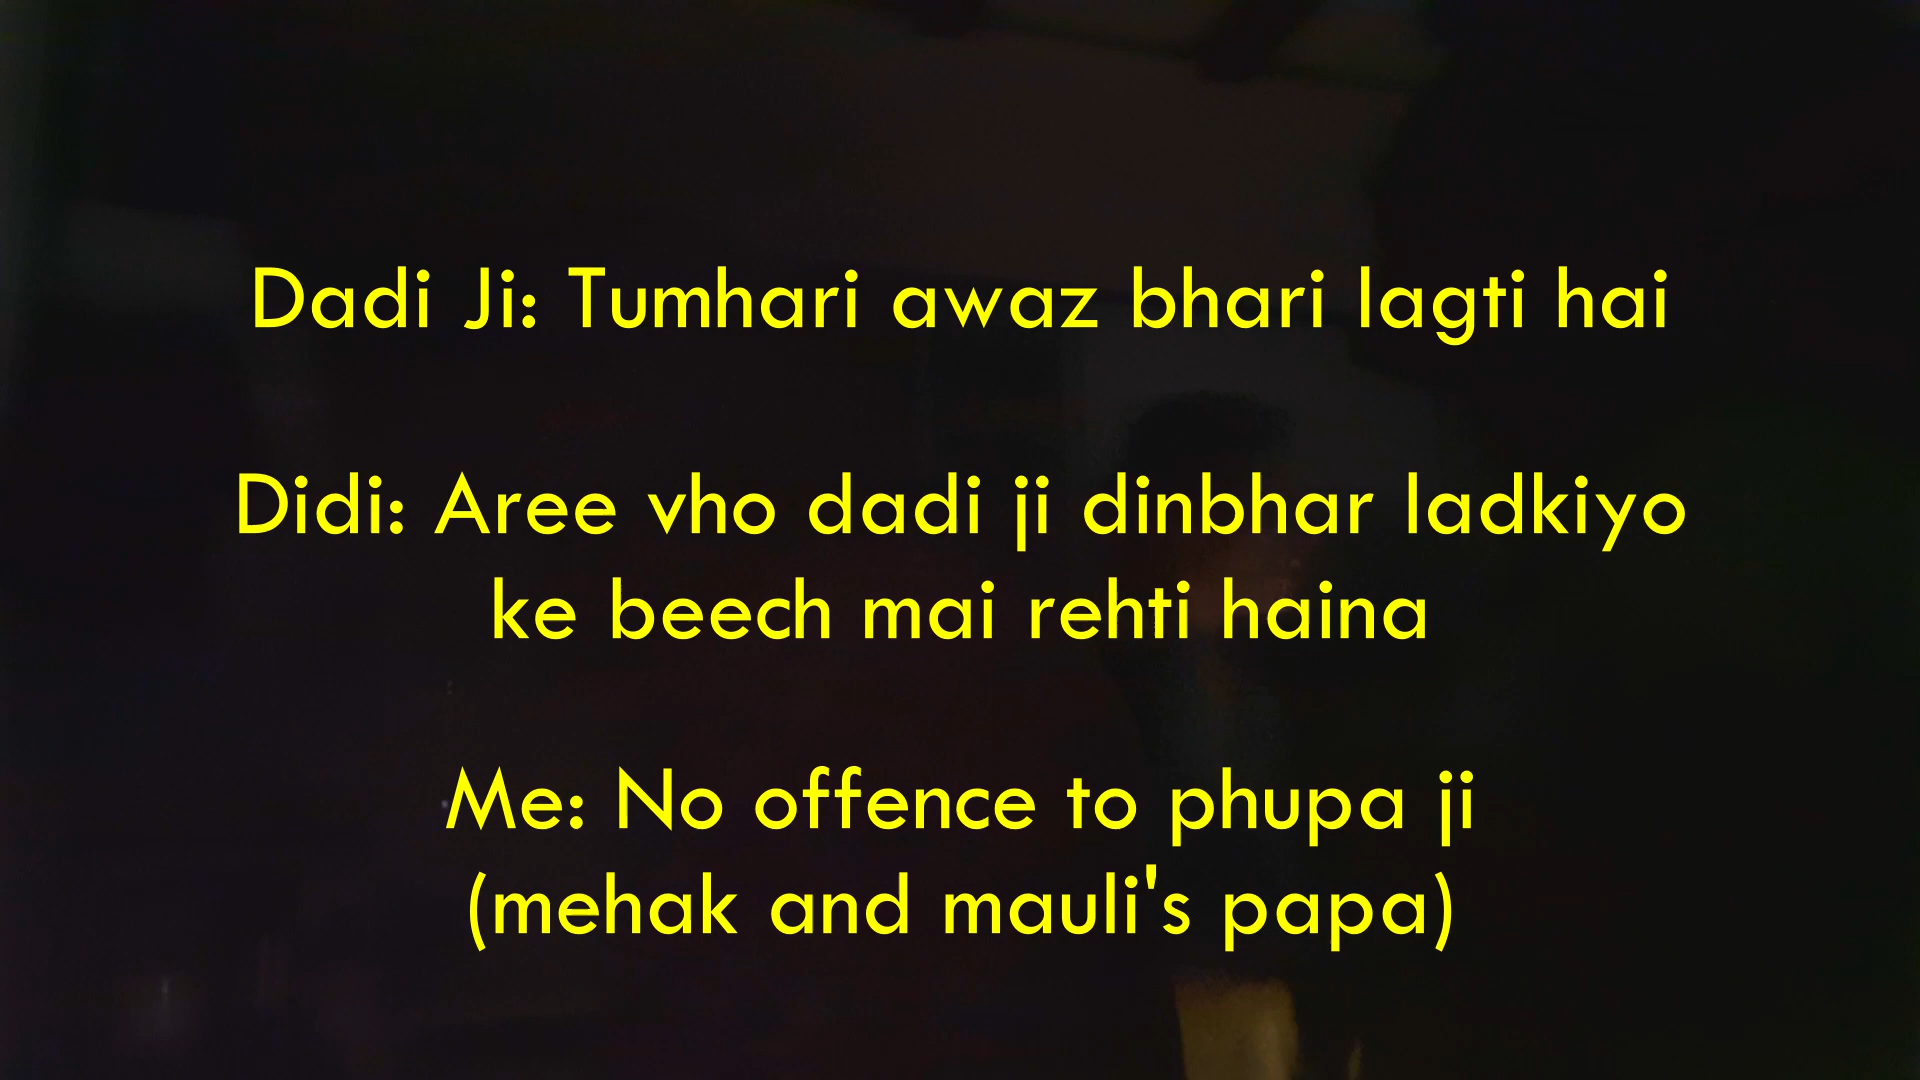 Dadi Ji: Tumhari awaz bhari lagti hai
Didi: Aree vho dadi ji dinbhar ladkiyo
ke beech mai rehti haina
Me: No offence to phupa ji
(mehak and mauli's papa)